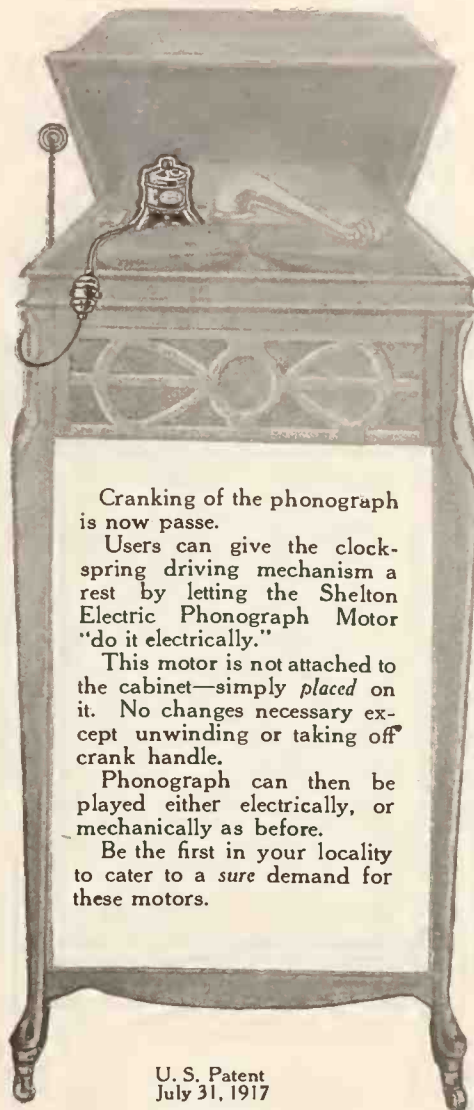 Cranking of the phonograph
is now passe.
Users can give the clock-
spring driving mechanism a
rest by letting the Shelton
Electric Phonograph Motor
"do it electrically."
This motor is not attached to
the cabinet—simply placed on
it. No changes necessary ex-
cept unwinding or taking off
crank handle.
Phonograph can then be
played either electrically, or
mechanically as before.
Be the first in your locality
to cater to a sure demand for
these motors.
U. S. Patent
July 31, 1917